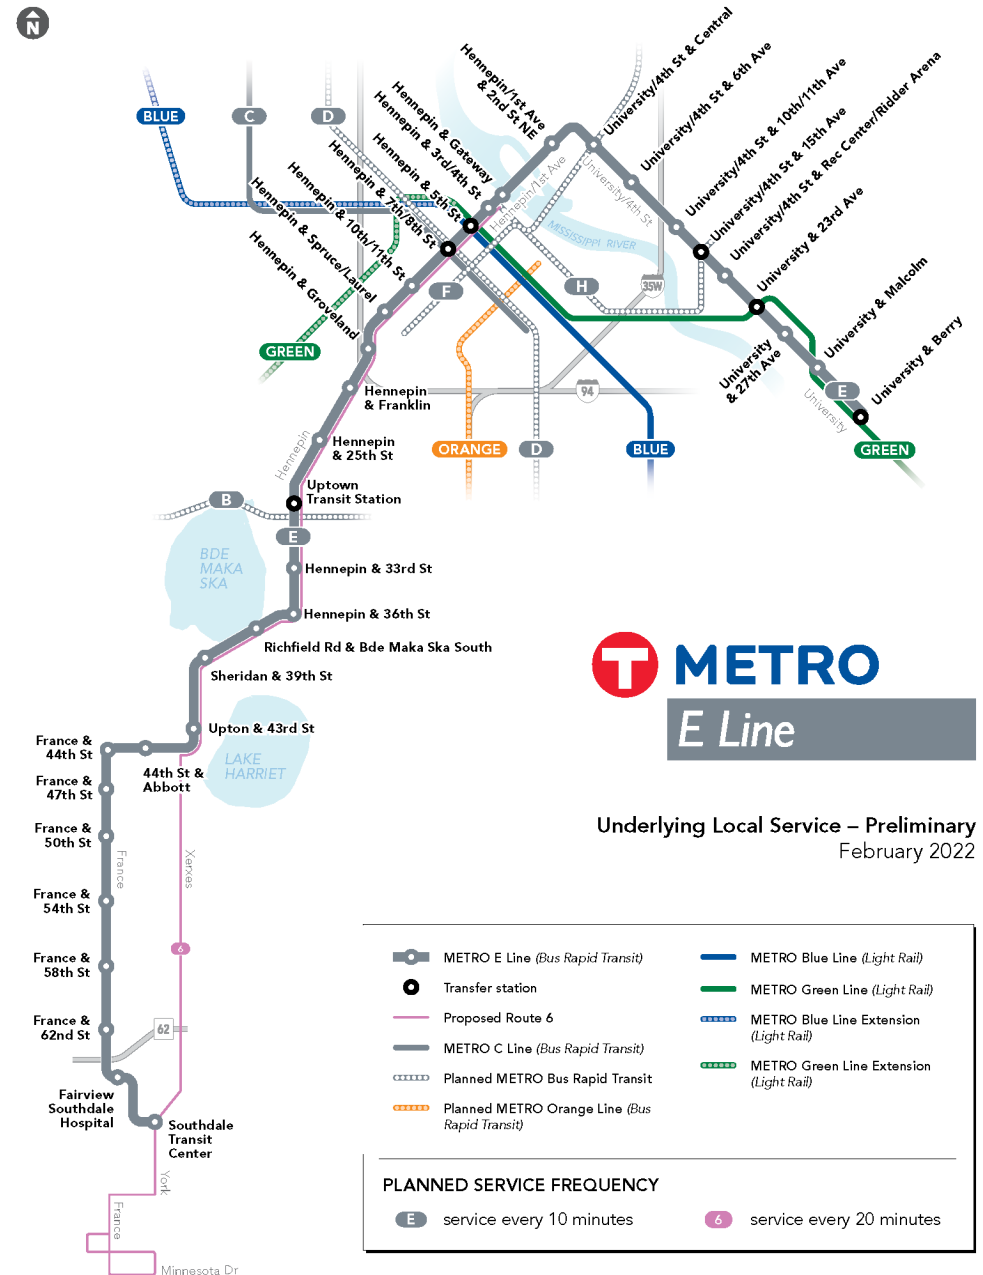 N
BLUE
C
D
Hennepin/1st Ave
& 2nd St NE
Hennepin & Gateway
Hennepin & 3rd/4th St
Hennepin & 5th St
Hennepin & 7th/8th St
Hennepin & 10th/11th St
Hennepin & Spruce/Laurel
Hennepin & Groveland
University/4th St & Central
University/4th St & 6th Ave
University/4th St & 10th/11th Ave
University/4th St & 15th Ave
University/4th St & Rec Center/Ridder Arena
University & 23rd Ave
University
& 27th Ave
University & Malcolm
University & Berry
Hennepin/1st Ave
University/4th St
MISSISSIPPI RIVER
F
H
35W
94
GREEN
E
University
ORANGE
D
BLUE
GREEN
Hennepin
& Franklin
Hennepin
Hennepin
& 25th St
Uptown
Transit Station
B
E
BDE
MAKA
SKA
Hennepin & 33rd St
Hennepin & 36th St
Richfield Rd & Bde Maka Ska South
Sheridan & 39th St
Upton & 43rd St
LAKE
HARRIET
France &
44th St
44th St &
Abbott
France &
47th St
France &
50th St
France
Xerxes
France &
54th St
6
France &
58th St
France &
62nd St
62
Fairview
Southdale
Hospital
Southdale
Transit
Center
York
France
Minnesota Dr
T METRO
E Line
Underlying Local Service – Preliminary
February 2022
METRO E Line (Bus Rapid Transit)
Transfer station
Proposed Route 6
METRO C Line (Bus Rapid Transit)
Planned METRO Bus Rapid Transit
Planned METRO Orange Line (Bus
Rapid Transit)
METRO Blue Line (Light Rail)
METRO Green Line (Light Rail)
METRO Blue Line Extension
(Light Rail)
METRO Green Line Extension
(Light Rail)
PLANNED SERVICE FREQUENCY
E service every 10 minutes
6 service every 20 minutes